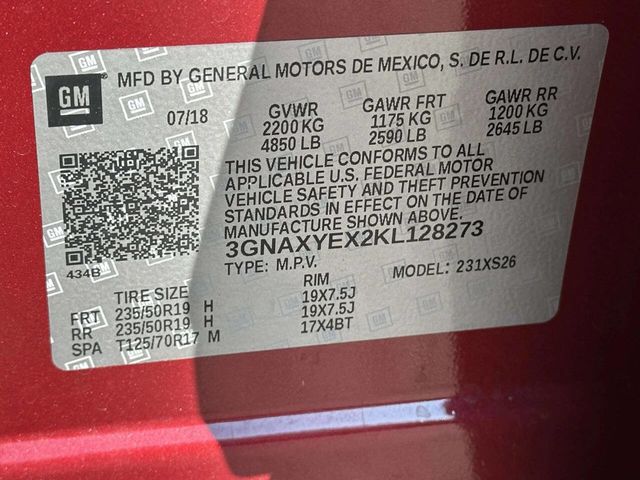 GM MFD BY GENERAL MOTORS DE MEXICO, S. DE R.L. DE C.V.
07/18 GVWR GAWR FRT GAWR RR
2200 KG 1175 KG 1200 KG
4850 LB 2590 LB 2645 LB
THIS VEHICLE CONFORMS TO ALL
APPLICABLE U.S. FEDERAL MOTOR
VEHICLE SAFETY AND THEFT PREVENTION
STANDARDS IN EFFECT ON THE DATE OF
MANUFACTURE SHOWN ABOVE.
3GNAXYEX2KL128273
434B TYPE: M.P.V. MODEL: 231XS26
TIRE SIZE RIM
FRT 235/50R19 H 19X7.5J
RR 235/50R19 H 19X7.5J
SPA T125/70R17 M 17X4BT